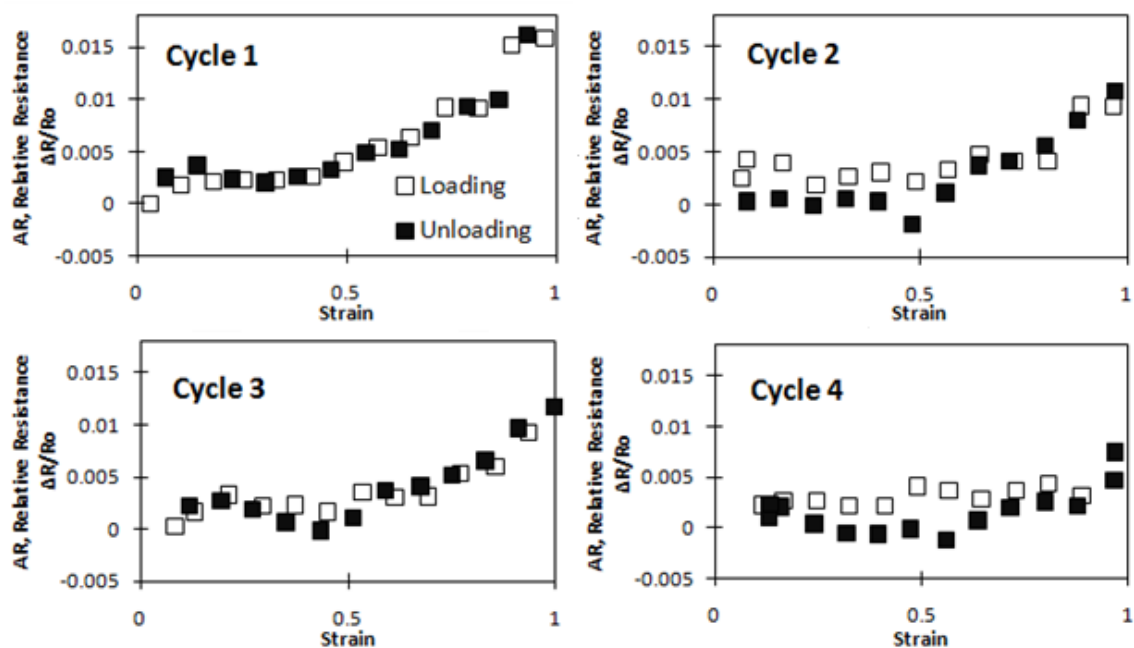 AR, Relative Resistance
ΔR/Ro
0.015
0.01
0.005
0
-0.005
Cycle 1
Loading
Unloading
0
0.5
1
Strain
AR, Relative Resistance
ΔR/Ro
0.015
0.01
0.005
0
-0.005
Cycle 2
0
0.5
1
Strain
AR, Relative Resistance
ΔR/Ro
0.015
0.01
0.005
0
-0.005
Cycle 3
0
0.5
1
Strain
AR, Relative Resistance
ΔR/Ro
0.015
0.01
0.005
0
-0.005
Cycle 4
0
0.5
1
Strain